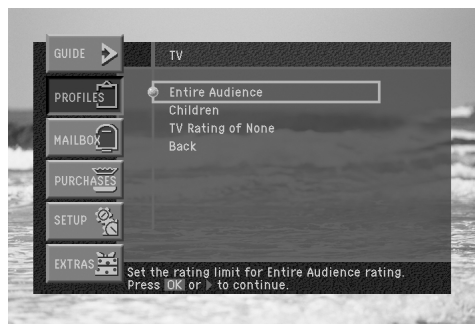 GUIDE
PROFILES
MAILBOX
PURCHASES
SETUP
EXTRAS
TV
Entire Audience
Children
TV Rating of None
Back
Set the rating limit for Entire Audience rating.
Press OK or to continue.